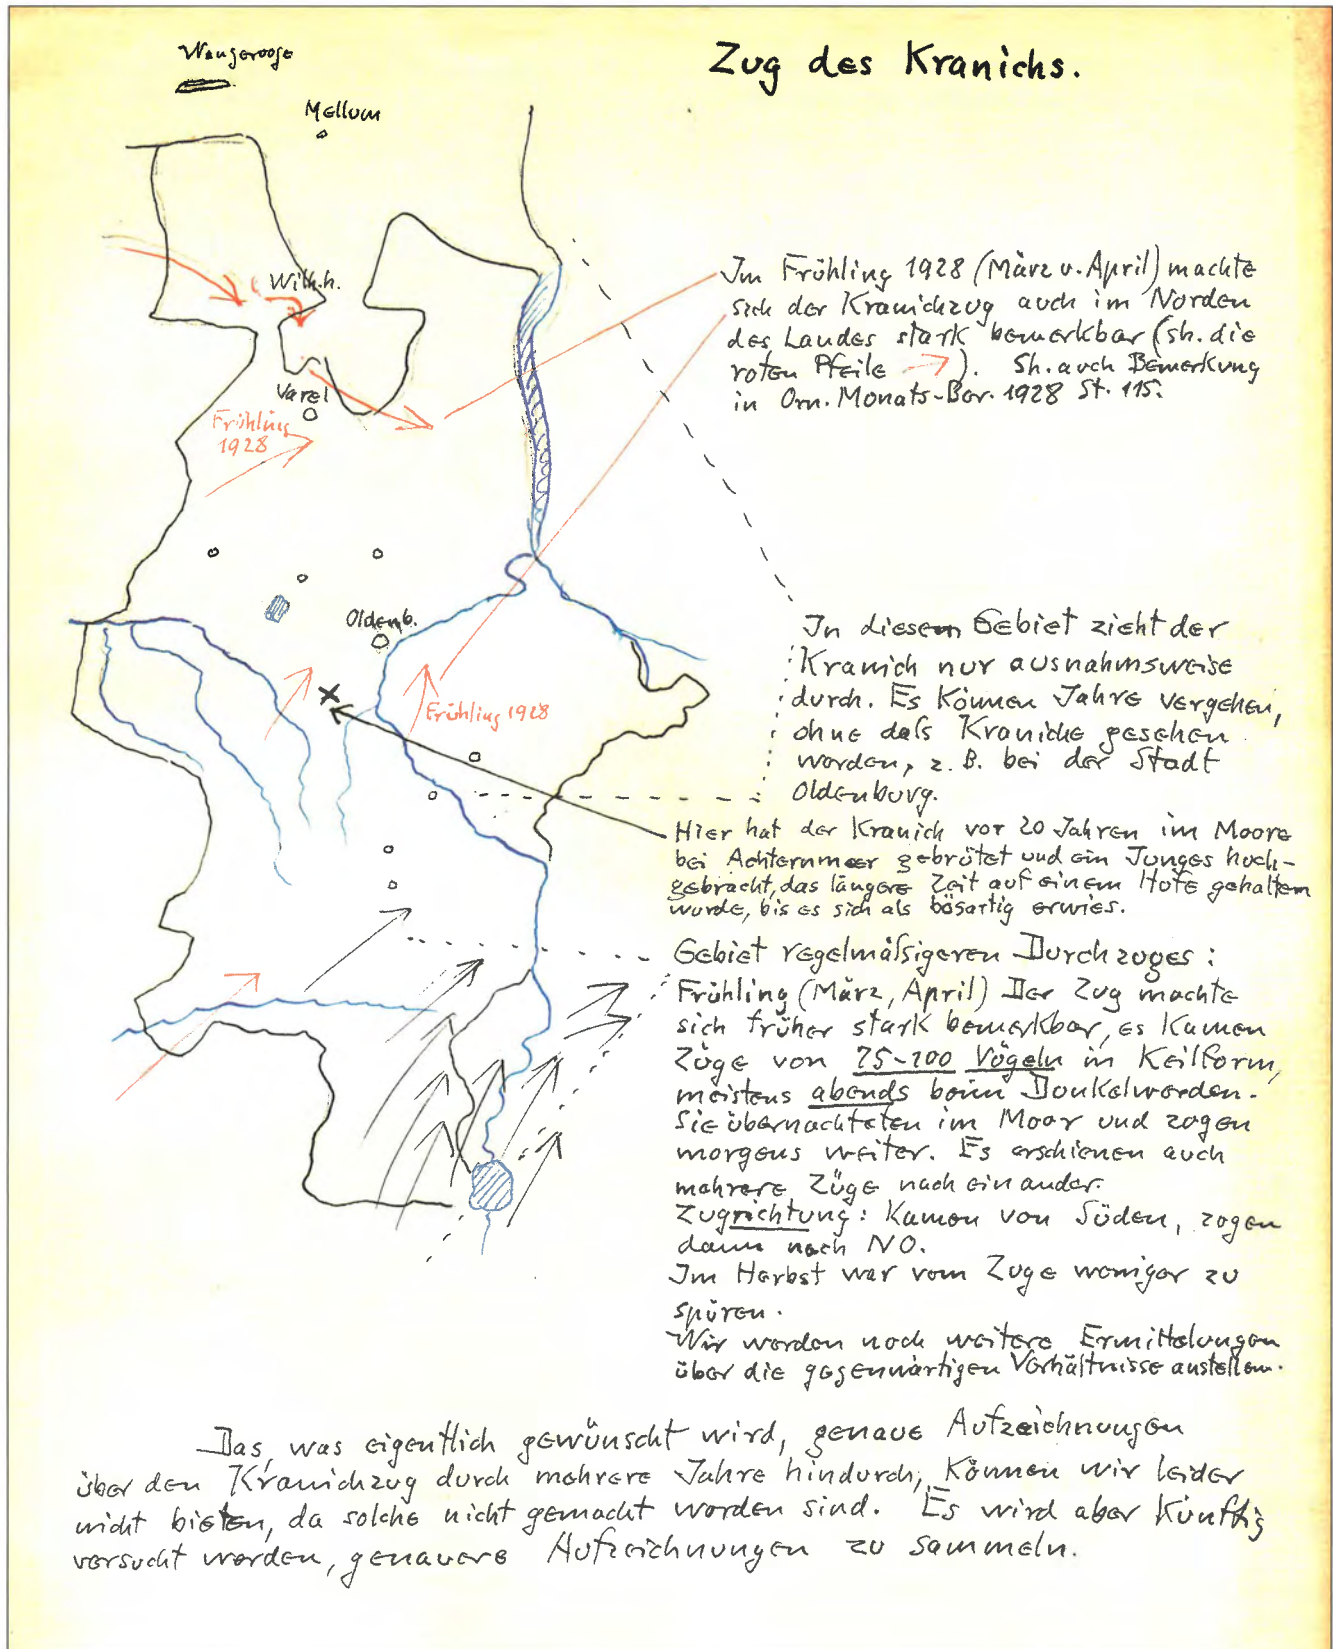 Wangerooge
Zug des Kranichs.
Mellum
Wilh.h.
Varel
Frühling
1928
Im Frühling 1928 (März u. April) machte
sich der Kranichzug auch im Norden
des Landes stark bemerkbar (sh. die
roten Pfeile →). Sh. auch Bemerkung
in Orn. Monats-Ber. 1928 St. 115.
Oldenb.
Frühling 1928
In diesem Gebiet zieht der
Kranich nur ausnahmsweise
durch. Es Können Jahre vergehen,
ohne dass Kraniche gesehen
werden, z. B. bei der Stadt
Oldenburg.
Hier hat der Kranich vor 20 Jahren im Moore
bei Achternmeer gebrütet und ein Junges hoch-
gebracht, das längere Zeit auf einem Hofe gehalten
wurde, bis es sich als bösartig erwies.
Gebiet regelmässigeren Durchzuges:
Frühling (März, April) Der Zug machte
sich früher stark bemerkbar, es Kamen
Züge von 75-100 Vögeln in Keilform,
meistens abends beim Dunkelwerden.
Sie übernachteten im Moor und zogen
morgens weiter. Es erschienen auch
mehrere Züge nach einander.
Zugrichtung: Kamen von Süden, zogen
dann nach NO.
Im Herbst war vom Zuge weniger zu
spüren.
Wir werden noch weitere Ermittelungen
über die gegenwärtigen Verhältnisse anstellen.
Das, was eigentlich gewünscht wird, genaue Aufzeichnungen
über den Kranichzug durch mehrere Jahre hindurch, Können wir leider
nicht bieten, da solche nicht gemacht worden sind. Es wird aber Künftig
versucht werden, genauere Aufzeichnungen zu sammeln.